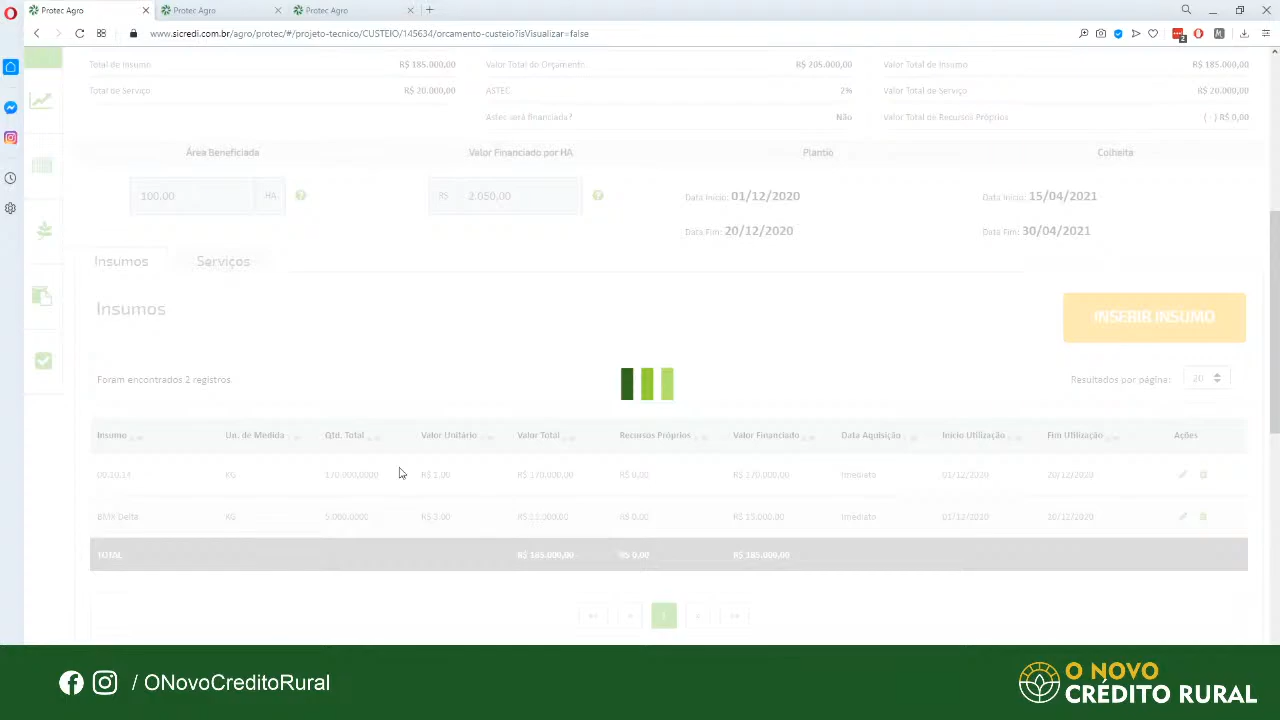 Protec Agro
Protec Agro
Protec Agro
www.sicredi.com.br/agro/protec/#/projeto-tecnico/CUSTEIO/145634/orcamento-custeio?isVisualizar=false
2
Total de Insumo R$ 185.000,00 Valor Total do Orçamento R$ 205.000,00 Valor Total de Insumo R$ 185.000,00
Total de Serviço R$ 20.000,00 ASTEC 2% Valor Total de Serviço R$ 20.000,00
Astec será financiada? Não Valor Total de Recursos Próprios ( - ) R$ 0,00
Área Beneficiada Valor Financiado por HA Plantio Colheita
100,00 HA ? R$ 2.050,00 ? Data Início: 01/12/2020 Data Início: 15/04/2021
Data Fim: 20/12/2020 Data Fim: 30/04/2021
Insumos Serviços
Insumos INSERIR INSUMO
Foram encontrados 2 registros Resultados por página: 20
Insumo Un. de Medida Qtd. Total Valor Unitário Valor Total Recursos Próprios Valor Financiado Data Aquisição Início Utilização Fim Utilização Ações
00.10.14 KG 170.000,0000 R$ 1,00 R$ 170.000,00 R$ 0,00 R$ 170.000,00 Imediato 01/12/2020 20/12/2020
BMX Delta KG 5.000,0000 R$ 3,00 R$ 15.000,00 R$ 0,00 R$ 15.000,00 Imediato 01/12/2020 20/12/2020
TOTAL R$ 185.000,00 R$ 0,00 R$ 185.000,00
1
/ ONovoCreditoRural
O NOVO
CRÉDITO RURAL